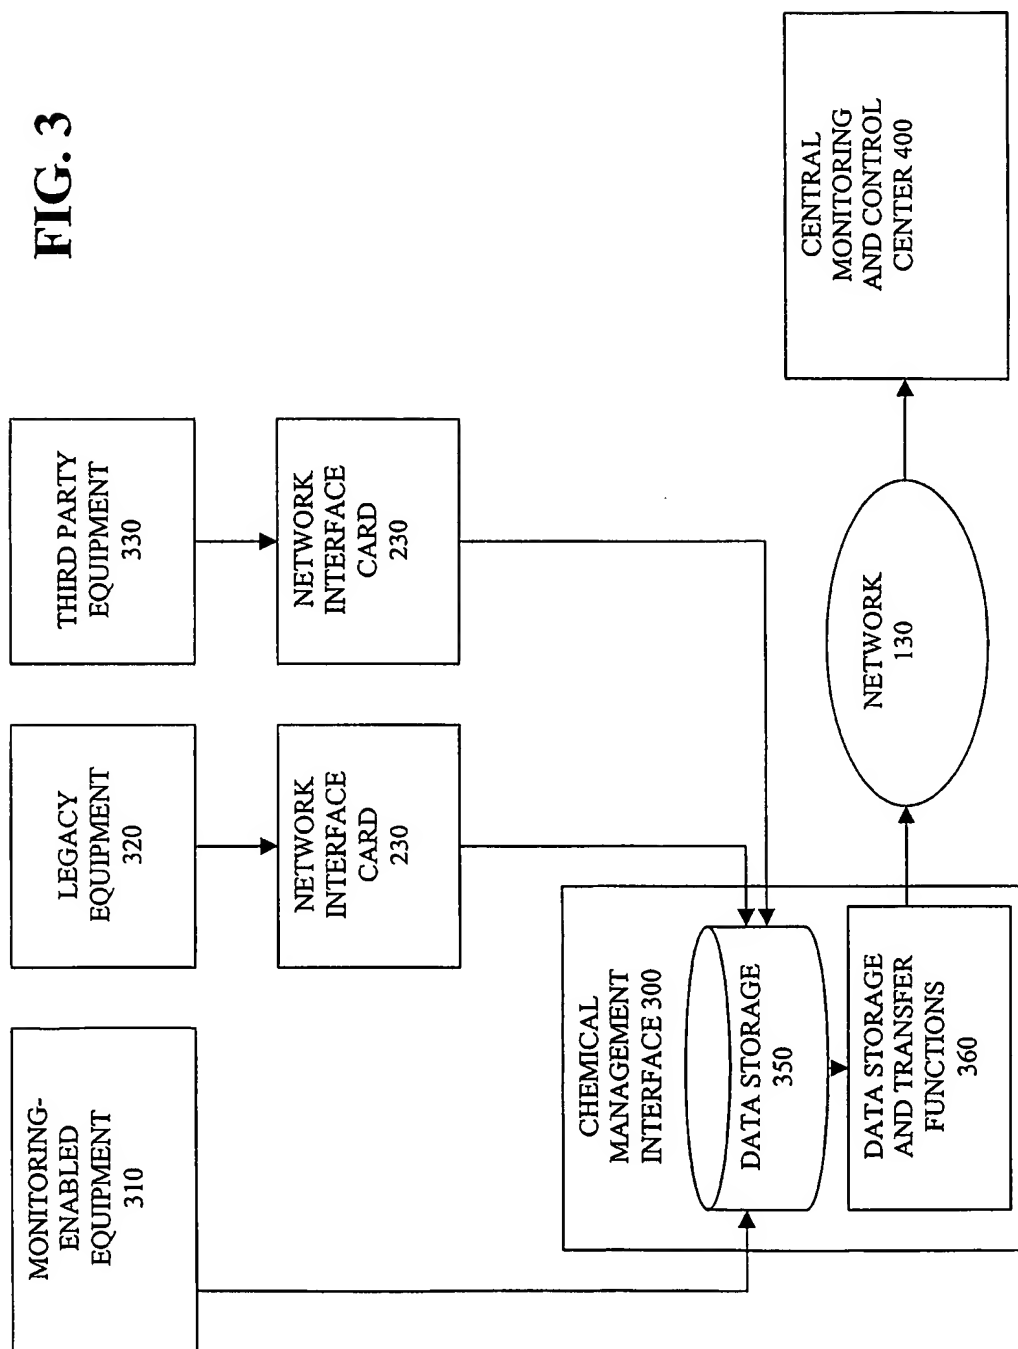 FIG. 3
MONITORING-
ENABLED
EQUIPMENT
310
LEGACY
EQUIPMENT
320
THIRD PARTY
EQUIPMENT
330
NETWORK
INTERFACE
CARD
230
NETWORK
INTERFACE
CARD
230
CHEMICAL
MANAGEMENT
INTERFACE 300
DATA STORAGE
350
DATA STORAGE
AND TRANSFER
FUNCTIONS
360
NETWORK
130
CENTRAL
MONITORING
AND CONTROL
CENTER 400